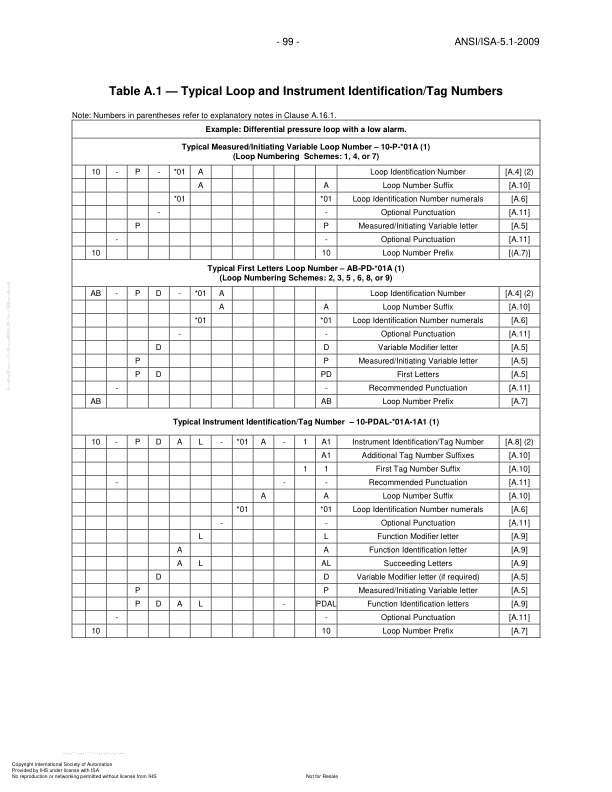 - 99 -
ANSI/ISA-5.1-2009
Table A.1 — Typical Loop and Instrument Identification/Tag Numbers
Note: Numbers in parentheses refer to explanatory notes in Clause A.16.1.
Example: Differential pressure loop with a low alarm.
Typical Measured/Initiating Variable Loop Number – 10-P-*01A (1)
(Loop Numbering Schemes: 1, 4, or 7)
10 - P - *01 A Loop Identification Number [A.4] (2)
A A Loop Number Suffix [A.10]
*01 *01 Loop Identification Number numerals [A.6]
- - Optional Punctuation [A.11]
P P Measured/Initiating Variable letter [A.5]
- - Optional Punctuation [A.11]
10 10 Loop Number Prefix [(A.7)]
Typical First Letters Loop Number – AB-PD-*01A (1)
(Loop Numbering Schemes: 2, 3, 5 , 6, 8, or 9)
AB - P D - *01 A Loop Identification Number [A.4] (2)
A A Loop Number Suffix [A.10]
*01 *01 Loop Identification Number numerals [A.6]
- - Optional Punctuation [A.11]
D D Variable Modifier letter [A.5]
P P Measured/Initiating Variable letter [A.5]
P D PD First Letters [A.5]
- - Recommended Punctuation [A.11]
AB AB Loop Number Prefix [A.7]
Typical Instrument Identification/Tag Number – 10-PDAL-*01A-1A1 (1)
10 - P D A L - *01 A - 1 A1 Instrument Identification/Tag Number [A.8] (2)
A1 Additional Tag Number Suffixes [A.10]
1 1 First Tag Number Suffix [A.10]
- - - Recommended Punctuation [A.11]
A A Loop Number Suffix [A.10]
*01 *01 Loop Identification Number numerals [A.6]
- - Optional Punctuation [A.11]
L L Function Modifier letter [A.9]
A A Function Identification letter [A.9]
A L AL Succeeding Letters [A.9]
D D Variable Modifier letter (if required) [A.5]
P P Measured/Initiating Variable letter [A.5]
P D A L - PDAL Function Identification letters [A.9]
- - Optional Punctuation [A.11]
10 10 Loop Number Prefix [A.7]
Copyright International Society of Automation
Provided by IHS under license with ISA
No reproduction or networking permitted without license from IHS
Not for Resale